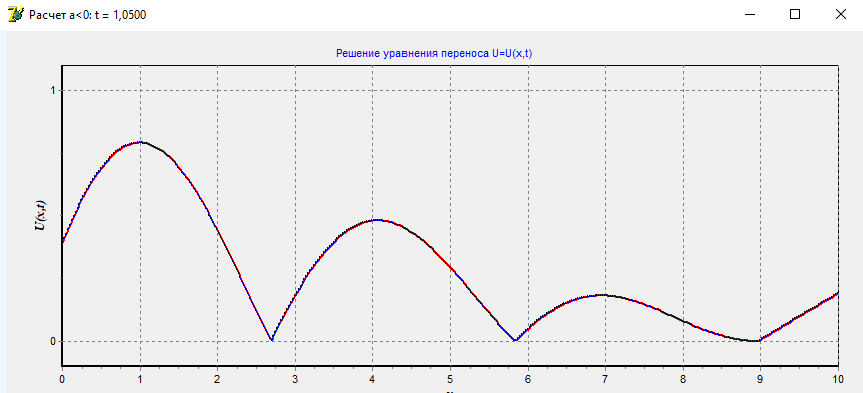 Расчет a<0: t = 1,0500
Решение уравнения переноса U=U(x,t)
1
U(x,t)
0
0 1 2 3 4 5 6 7 8 9 10